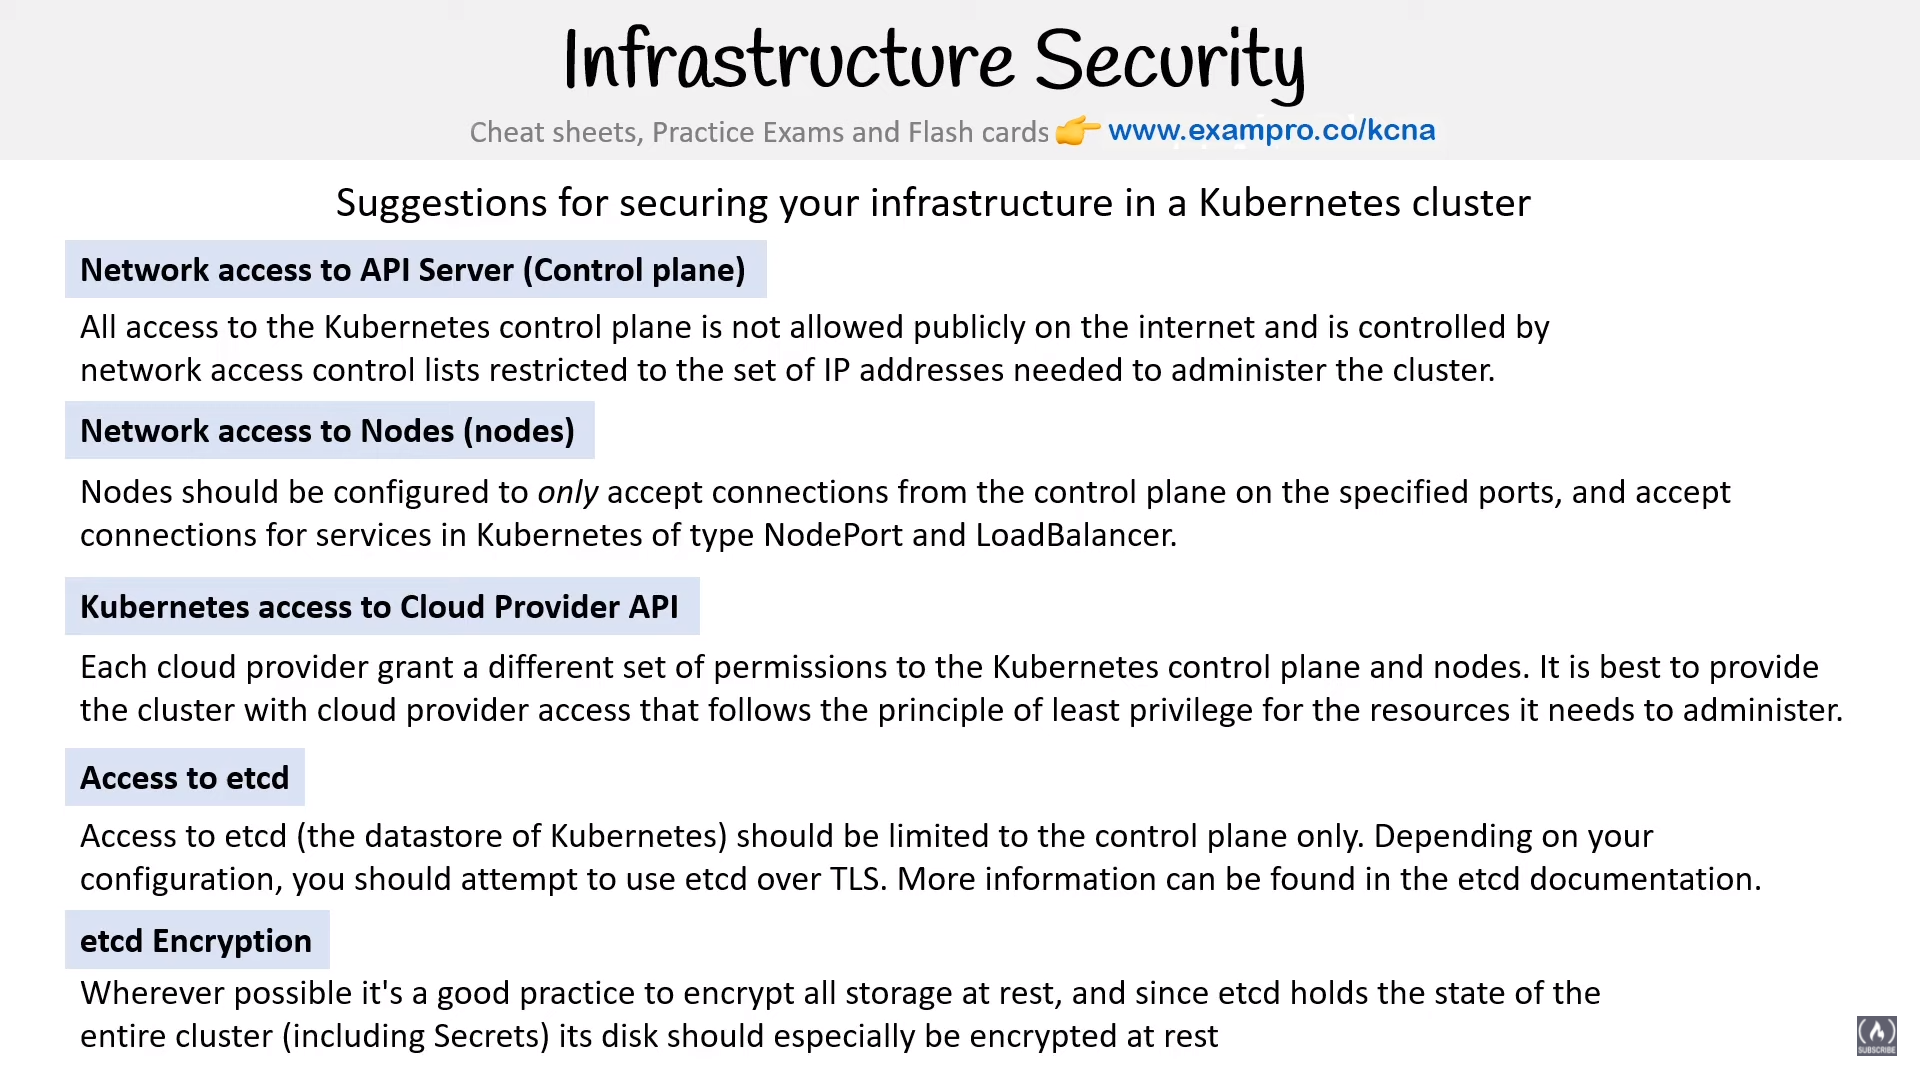 Infrastructure Security
Cheat sheets, Practice Exams and Flash cards 👉 www.exampro.co/kcna
Suggestions for securing your infrastructure in a Kubernetes cluster
Network access to API Server (Control plane)
All access to the Kubernetes control plane is not allowed publicly on the internet and is controlled by
network access control lists restricted to the set of IP addresses needed to administer the cluster.
Network access to Nodes (nodes)
Nodes should be configured to only accept connections from the control plane on the specified ports, and accept
connections for services in Kubernetes of type NodePort and LoadBalancer.
Kubernetes access to Cloud Provider API
Each cloud provider grant a different set of permissions to the Kubernetes control plane and nodes. It is best to provide
the cluster with cloud provider access that follows the principle of least privilege for the resources it needs to administer.
Access to etcd
Access to etcd (the datastore of Kubernetes) should be limited to the control plane only. Depending on your
configuration, you should attempt to use etcd over TLS. More information can be found in the etcd documentation.
etcd Encryption
Wherever possible it's a good practice to encrypt all storage at rest, and since etcd holds the state of the
entire cluster (including Secrets) its disk should especially be encrypted at rest
SUBSCRIBE